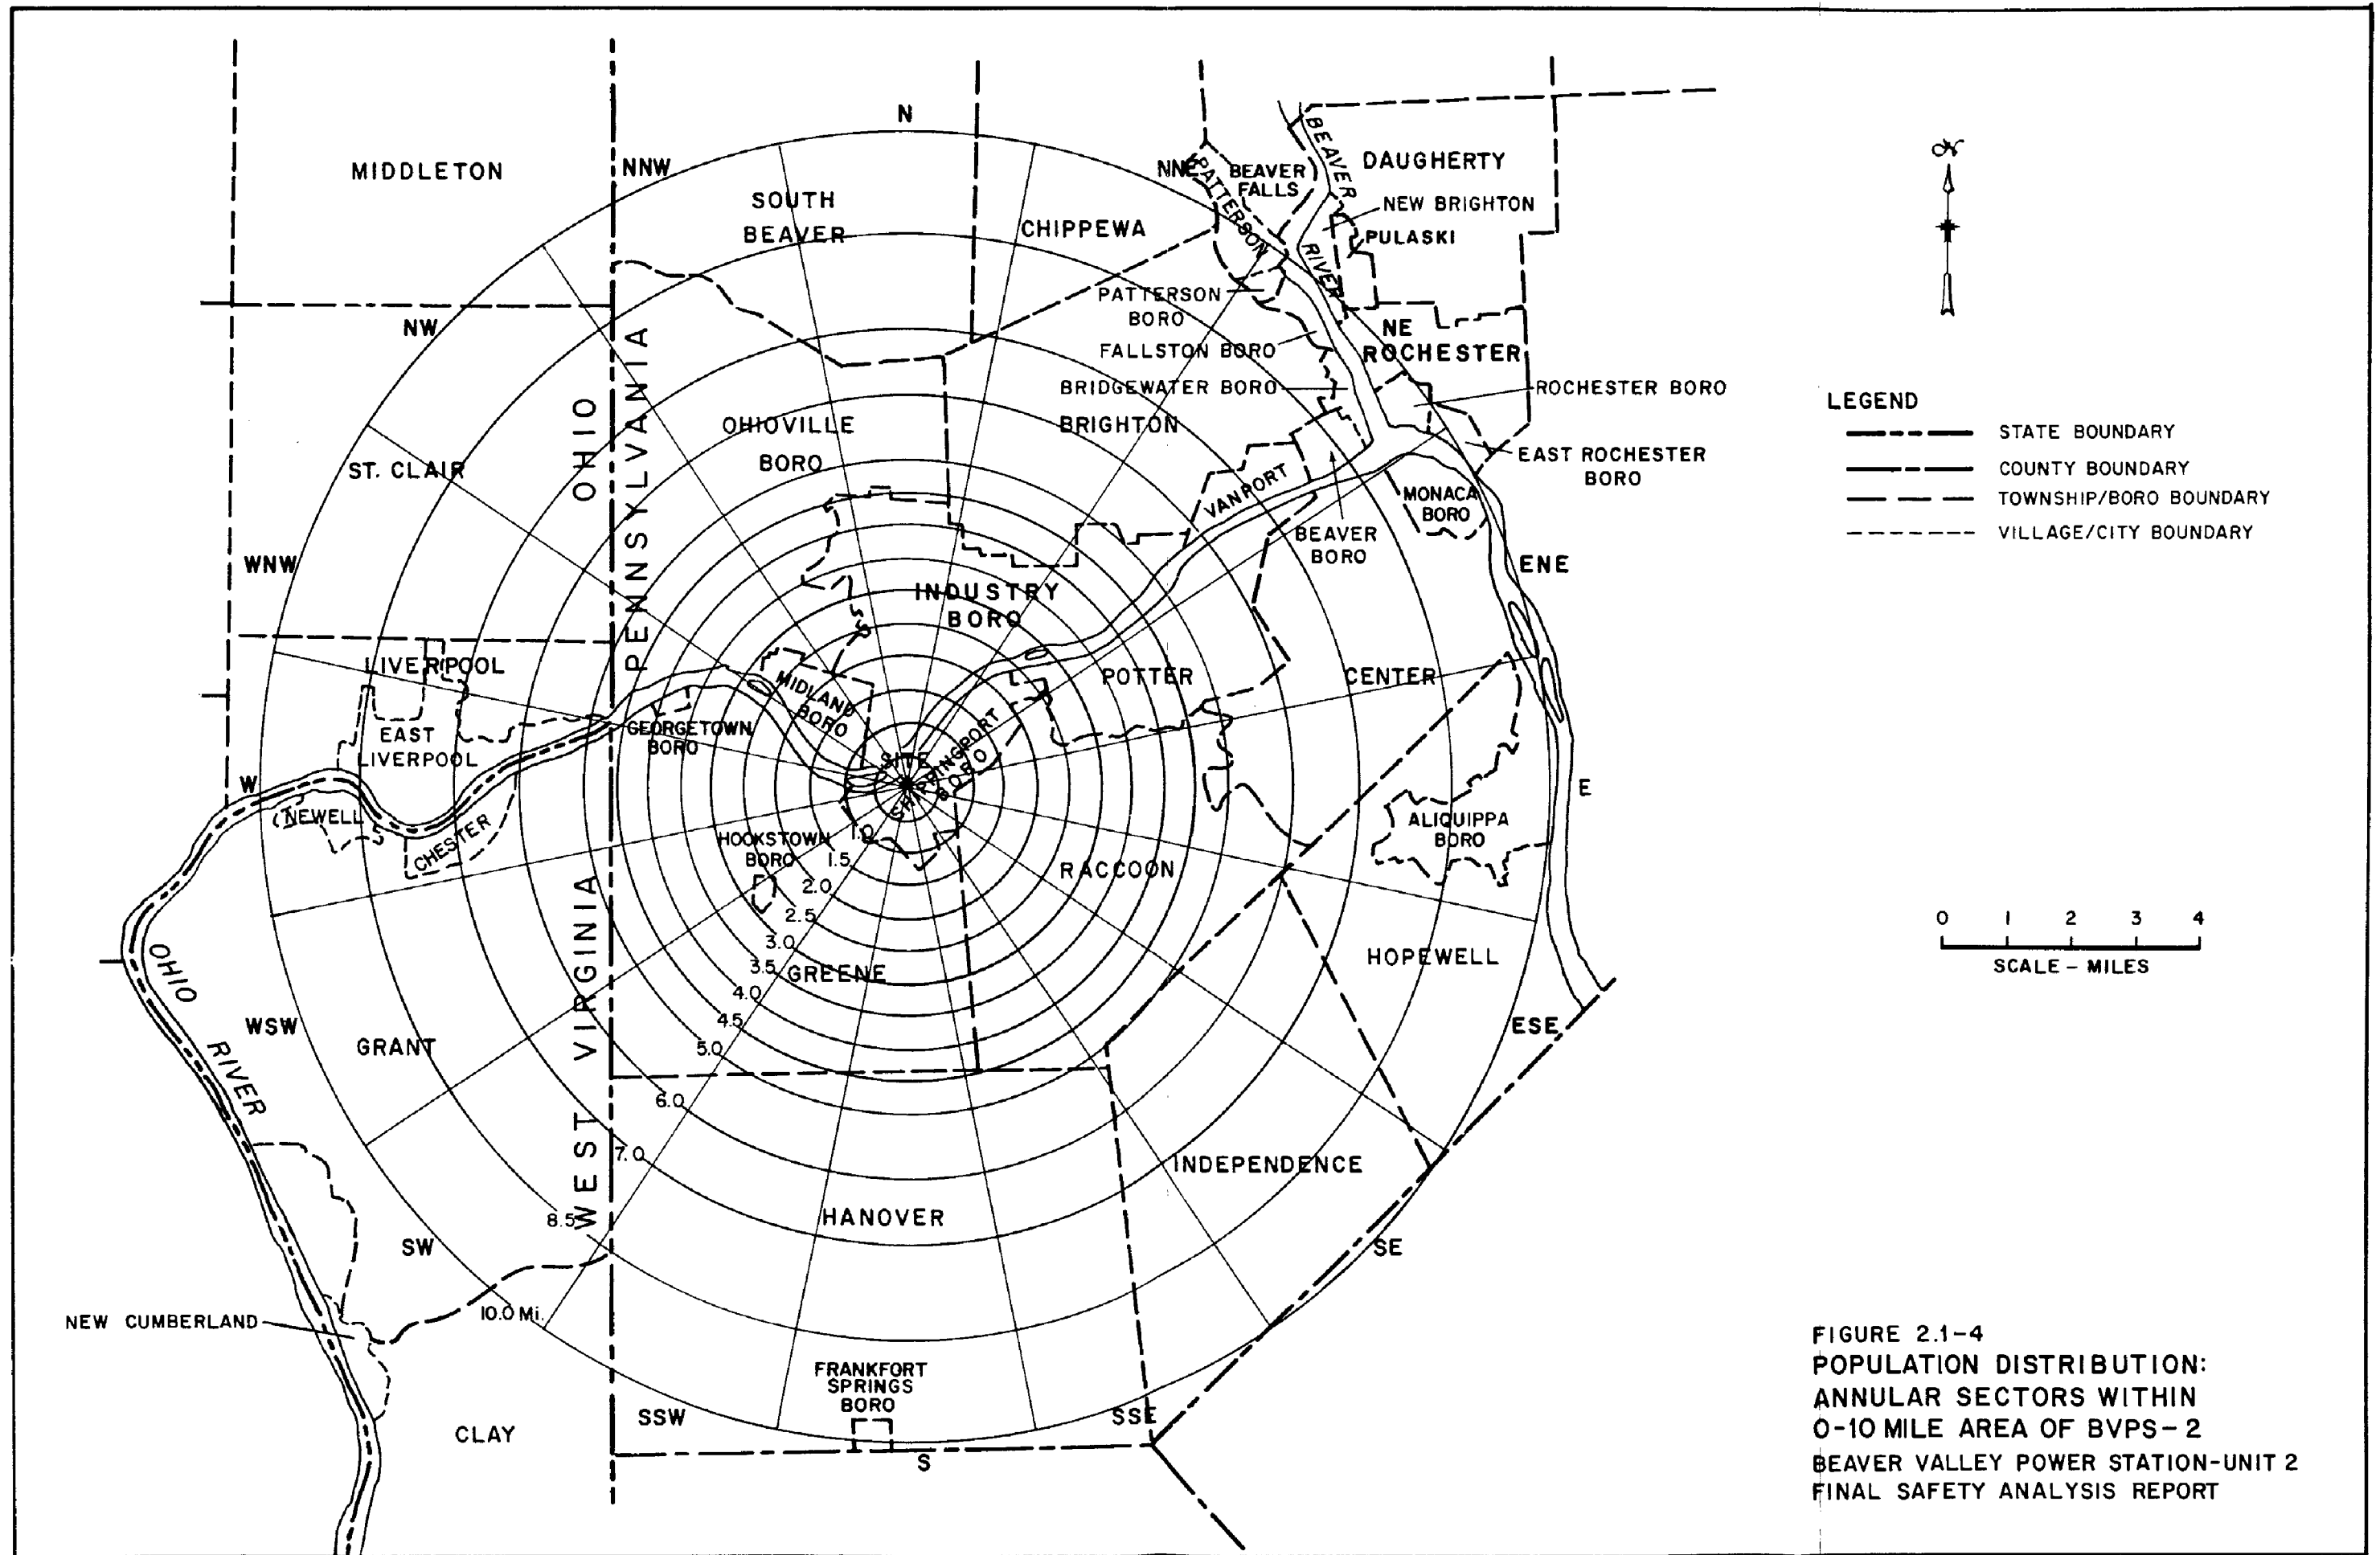 N
MIDDLETON
NNW
SOUTH
BEAVER
CHIPPEWA
NNE
PATTERSON
BEAVER
FALLS
BEAVER
RIVER
DAUGHERTY
NEW BRIGHTON
PULASKI
PATTERSON
BORO
FALLSTON BORO
BRIDGEWATER BORO
NE
ROCHESTER
ROCHESTER BORO
EAST ROCHESTER
BORO
NW
OHIO
PENNSYLVANIA
OHIOVILLE
BORO
BRIGHTON
ST. CLAIR
VANPORT
BEAVER
BORO
MONACA
BORO
WNW
ENE
INDUSTRY
BORO
LIVERPOOL
EAST
LIVERPOOL
GEORGETOWN
BORO
MIDLAND
BORO
POTTER
CENTER
SITE
SHIPPINGPORT
BORO
W
E
NEWELL
CHESTER
HOOKSTOWN
BORO
ALIQUIPPA
BORO
RACCOON
1.0
1.5
2.0
2.5
3.0
3.5
4.0
4.5
5.0
6.0
7.0
8.5
10.0 Mi.
GREENE
HOPEWELL
WEST VIRGINIA
OHIO
RIVER
WSW
GRANT
ESE
INDEPENDENCE
HANOVER
SW
SE
NEW CUMBERLAND
FRANKFORT
SPRINGS
BORO
CLAY
SSW
SSE
S
N
LEGEND
STATE BOUNDARY
COUNTY BOUNDARY
TOWNSHIP/BORO BOUNDARY
VILLAGE/CITY BOUNDARY
0 1 2 3 4
SCALE – MILES
FIGURE 2.1-4
POPULATION DISTRIBUTION:
ANNULAR SECTORS WITHIN
0-10 MILE AREA OF BVPS-2
BEAVER VALLEY POWER STATION-UNIT 2
FINAL SAFETY ANALYSIS REPORT